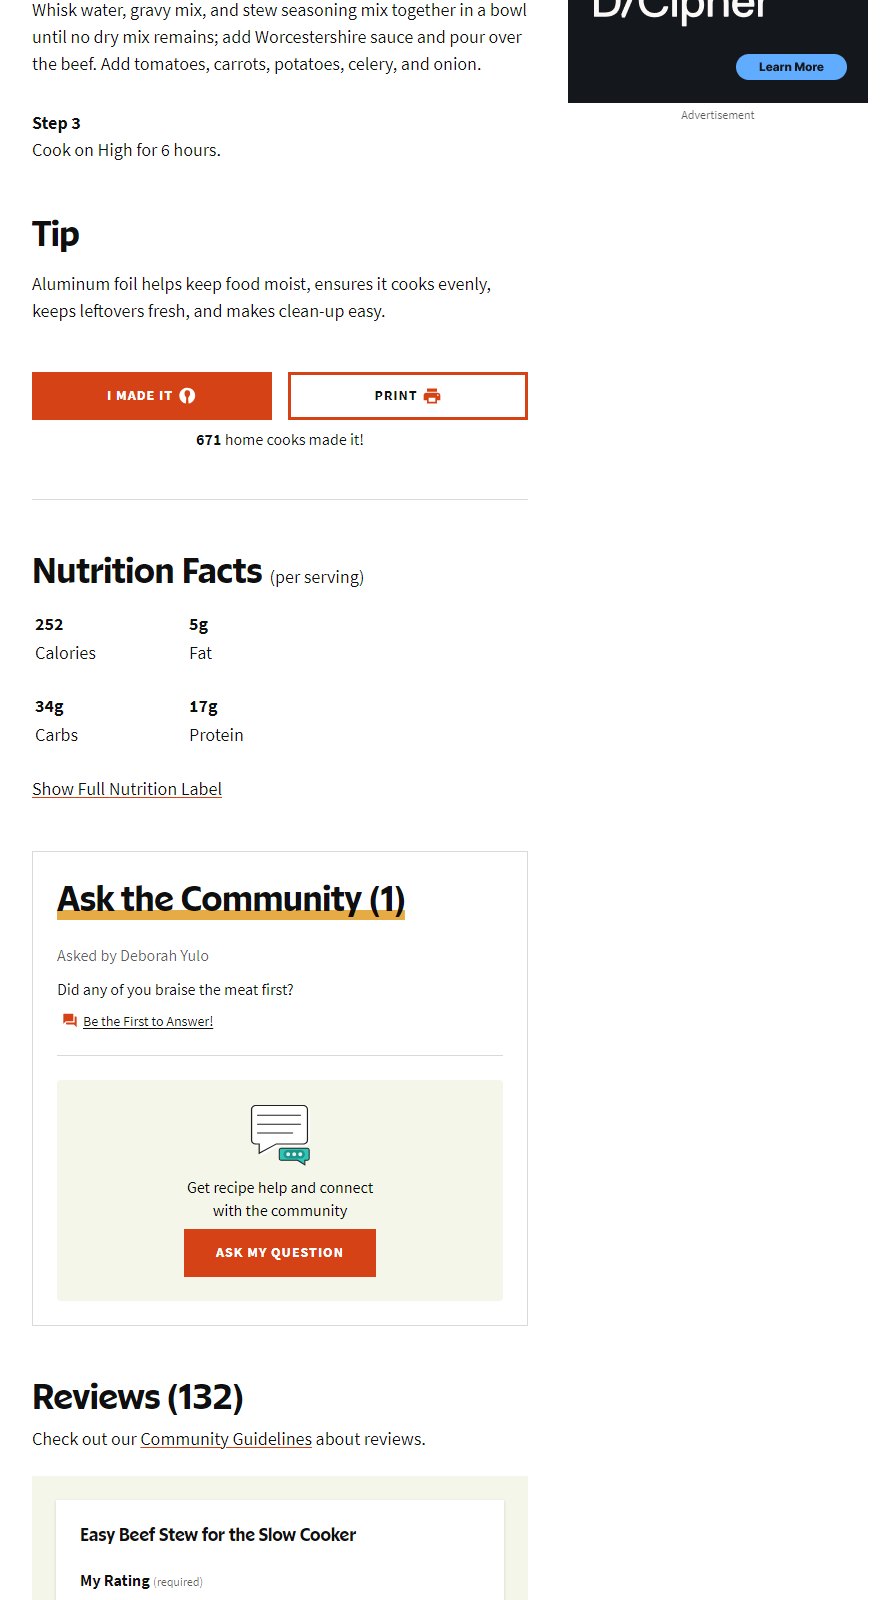 Whisk water, gravy mix, and stew seasoning mix together in a bowl
until no dry mix remains; add Worcestershire sauce and pour over
the beef. Add tomatoes, carrots, potatoes, celery, and onion.
Step 3
Cook on High for 6 hours.
Tip
Aluminum foil helps keep food moist, ensures it cooks evenly,
keeps leftovers fresh, and makes clean-up easy.
I MADE IT
PRINT
671 home cooks made it!
Nutrition Facts (per serving)
252
Calories
5g
Fat
34g
Carbs
17g
Protein
Show Full Nutrition Label
Ask the Community (1)
Asked by Deborah Yulo
Did any of you braise the meat first?
Be the First to Answer!
Get recipe help and connect
with the community
ASK MY QUESTION
Reviews (132)
Check out our Community Guidelines about reviews.
Easy Beef Stew for the Slow Cooker
My Rating (required)
D/Cipher
Learn More
Advertisement